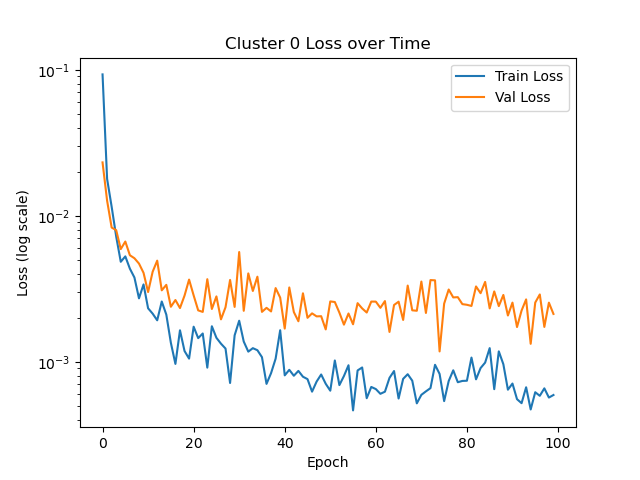 Cluster 0 Loss over Time
Train Loss
Val Loss
Loss (log scale)
10⁻¹
10⁻²
10⁻³
0 20 40 60 80 100
Epoch